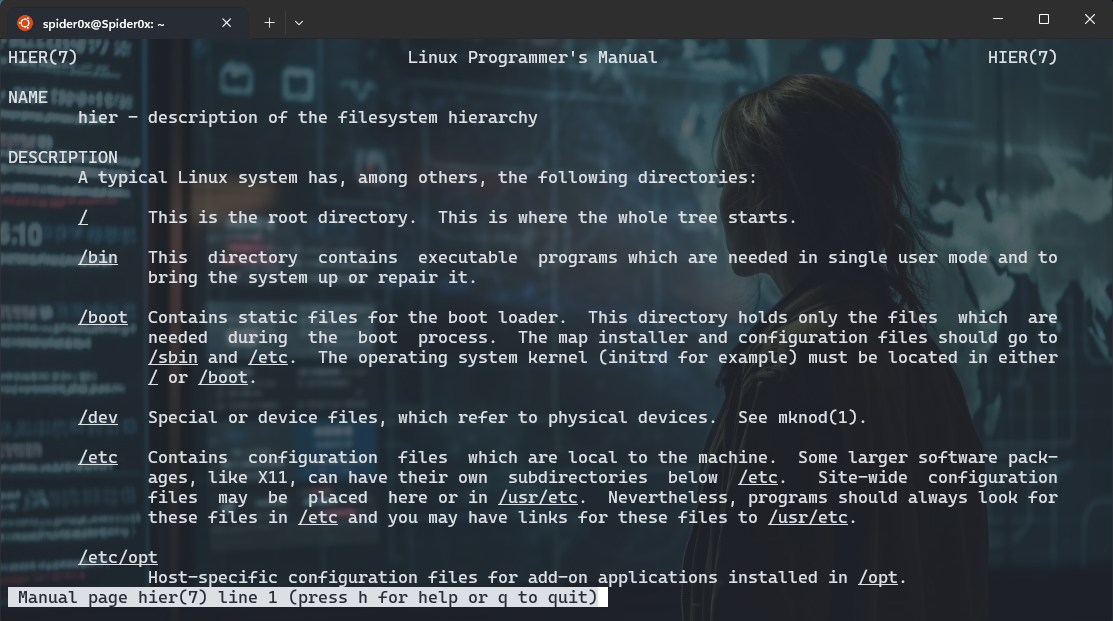 spider0x@Spider0x: ~
HIER(7) Linux Programmer's Manual HIER(7)
NAME
hier – description of the filesystem hierarchy
DESCRIPTION
A typical Linux system has, among others, the following directories:
/ This is the root directory. This is where the whole tree starts.
/bin This directory contains executable programs which are needed in single user mode and to
bring the system up or repair it.
/boot Contains static files for the boot loader. This directory holds only the files which are
needed during the boot process. The map installer and configuration files should go to
/sbin and /etc. The operating system kernel (initrd for example) must be located in either
/ or /boot.
/dev Special or device files, which refer to physical devices. See mknod(1).
/etc Contains configuration files which are local to the machine. Some larger software pack‐
ages, like X11, can have their own subdirectories below /etc. Site-wide configuration
files may be placed here or in /usr/etc. Nevertheless, programs should always look for
these files in /etc and you may have links for these files to /usr/etc.
/etc/opt
Host-specific configuration files for add-on applications installed in /opt.
Manual page hier(7) line 1 (press h for help or q to quit)